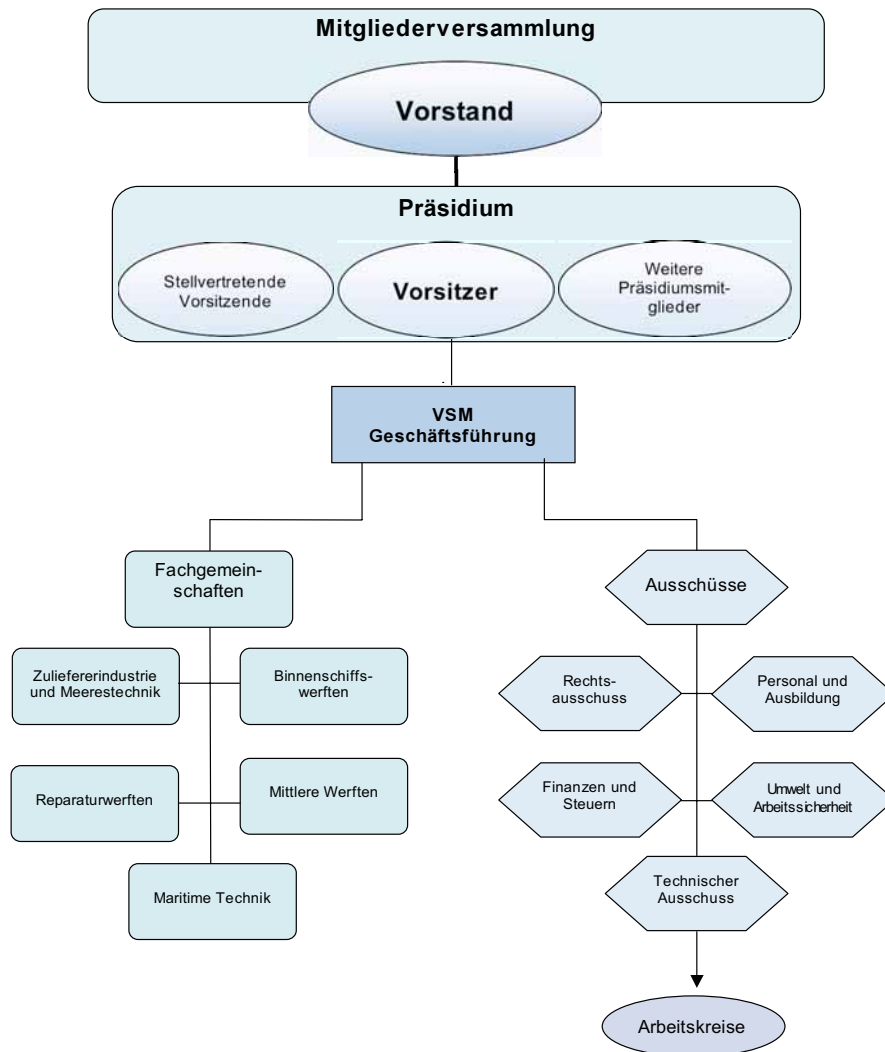 Mitgliederversammlung
Vorstand
Präsidium
Stellvertretende
Vorsitzende
Vorsitzer
Weitere
Präsidiumsmit-
glieder
VSM
Geschäftsführung
Fachgemein-
schaften
Ausschüsse
Zuliefererindustrie
und Meerestechnik
Binnenschiffs-
werften
Rechts-
ausschuss
Personal und
Ausbildung
Reparaturwerften
Mittlere Werften
Finanzen und
Steuern
Umwelt und
Arbeitssicherheit
Maritime Technik
Technischer
Ausschuss
Arbeitskreise